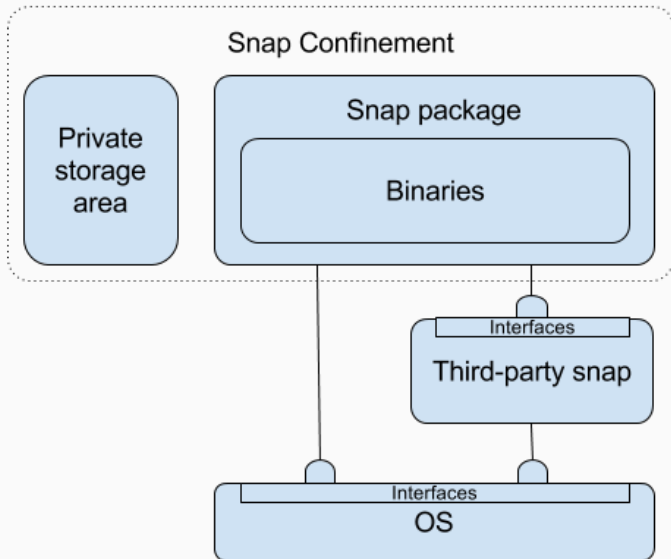 Snap Confinement
Private
storage
area
Snap package
Binaries
Interfaces
Third-party snap
Interfaces
OS